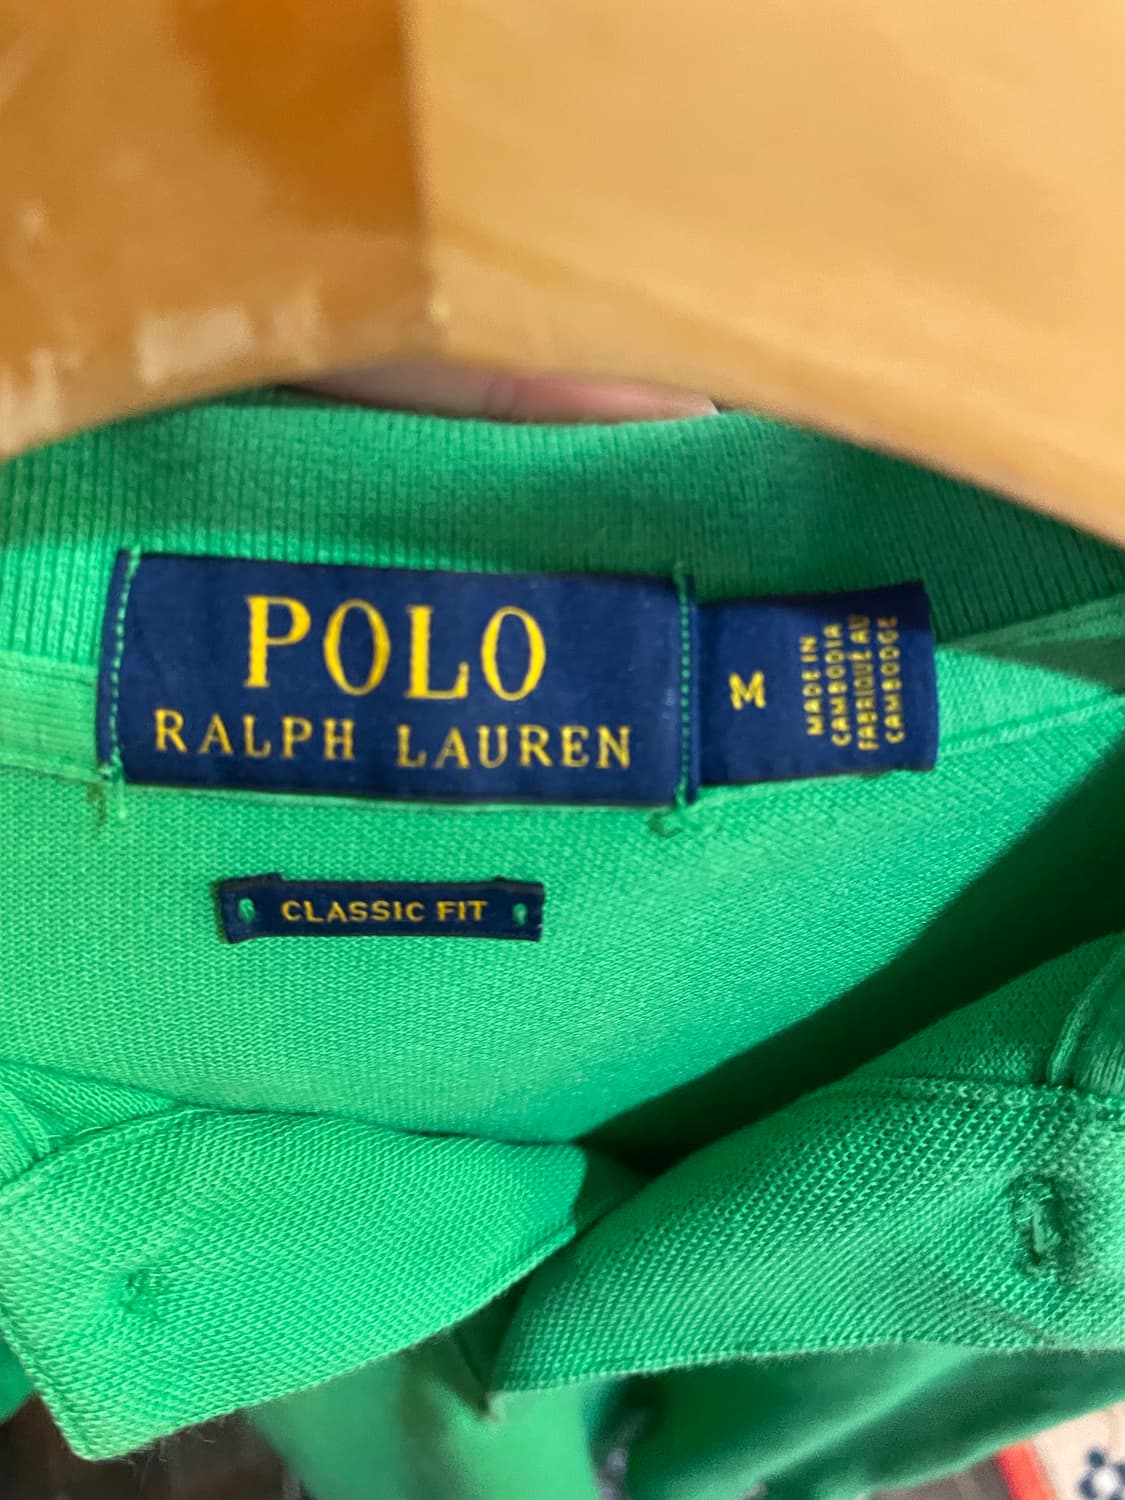 POLO
RALPH LAUREN
M
MADE IN
CAMBODIA
FABRIQUÉ AU
CAMBODGE
CLASSIC FIT